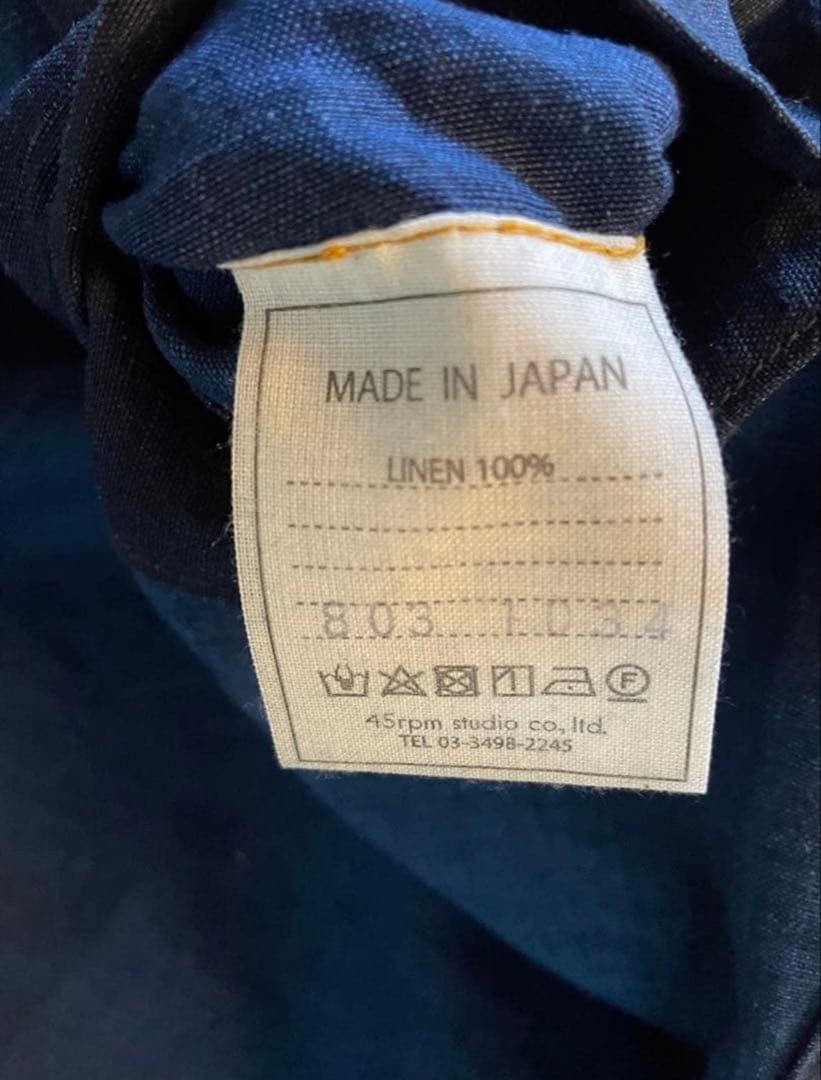 MADE IN JAPAN
LINEN 100%
803 1034
F
45rpm studio co., ltd.
TEL 03-3498-2245